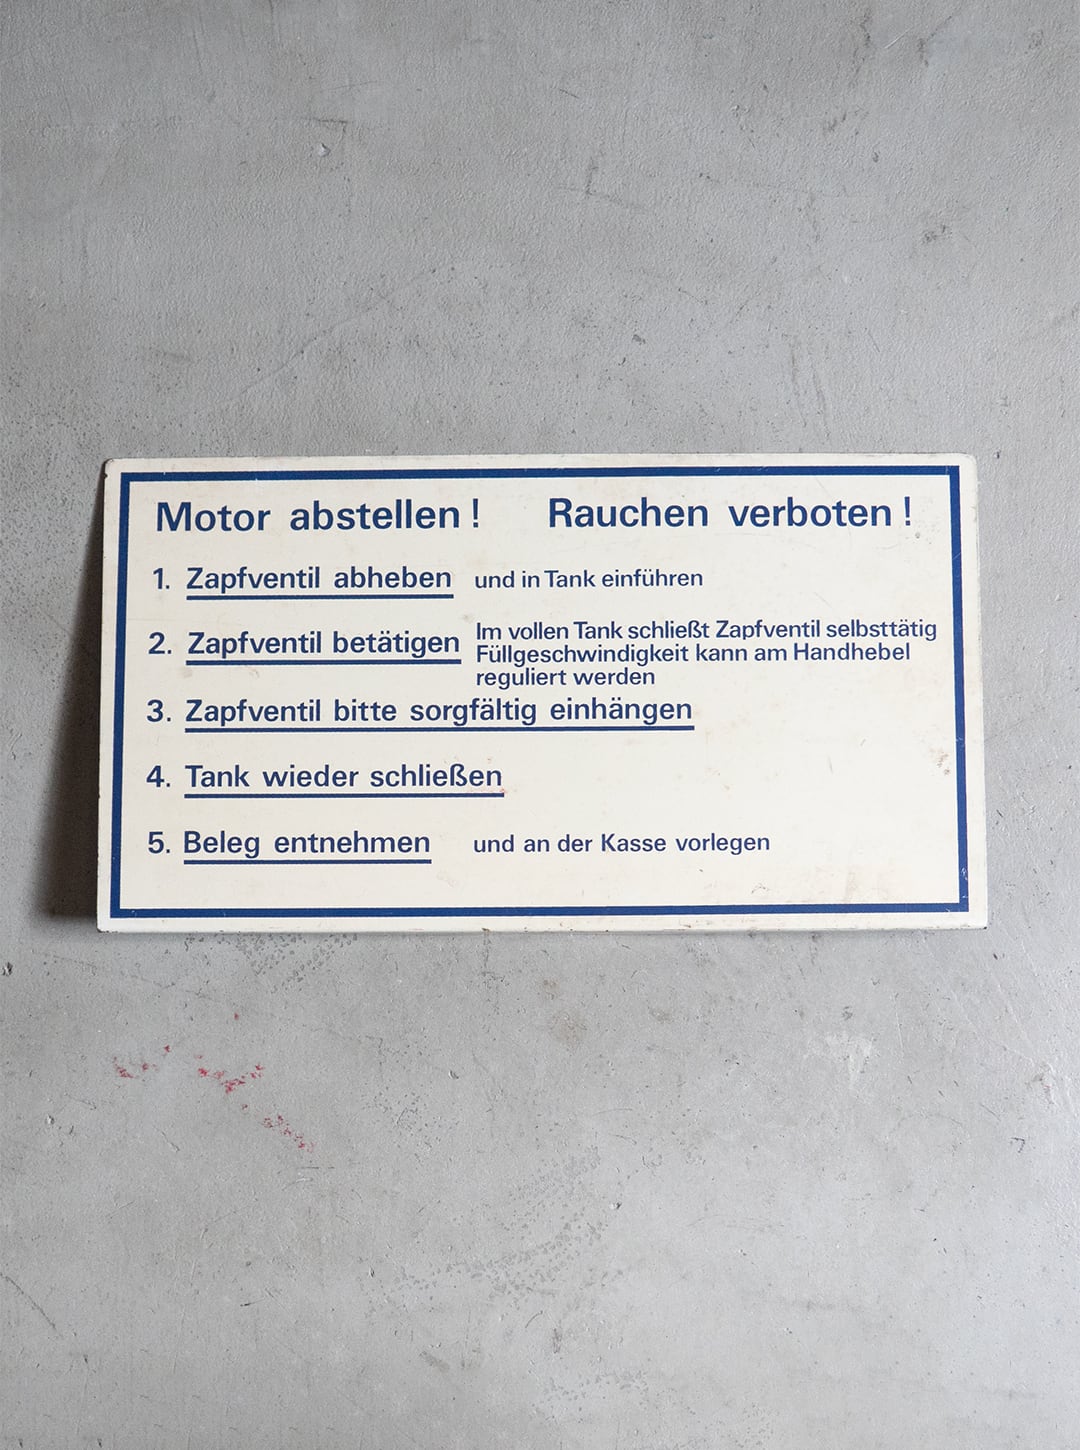 Motor abstellen! Rauchen verboten!
1. Zapfventil abheben und in Tank einführen
2. Zapfventil betätigen Im vollen Tank schließt Zapfventil selbsttätig
Füllgeschwindigkeit kann am Handhebel
reguliert werden
3. Zapfventil bitte sorgfältig einhängen
4. Tank wieder schließen
5. Beleg entnehmen und an der Kasse vorlegen